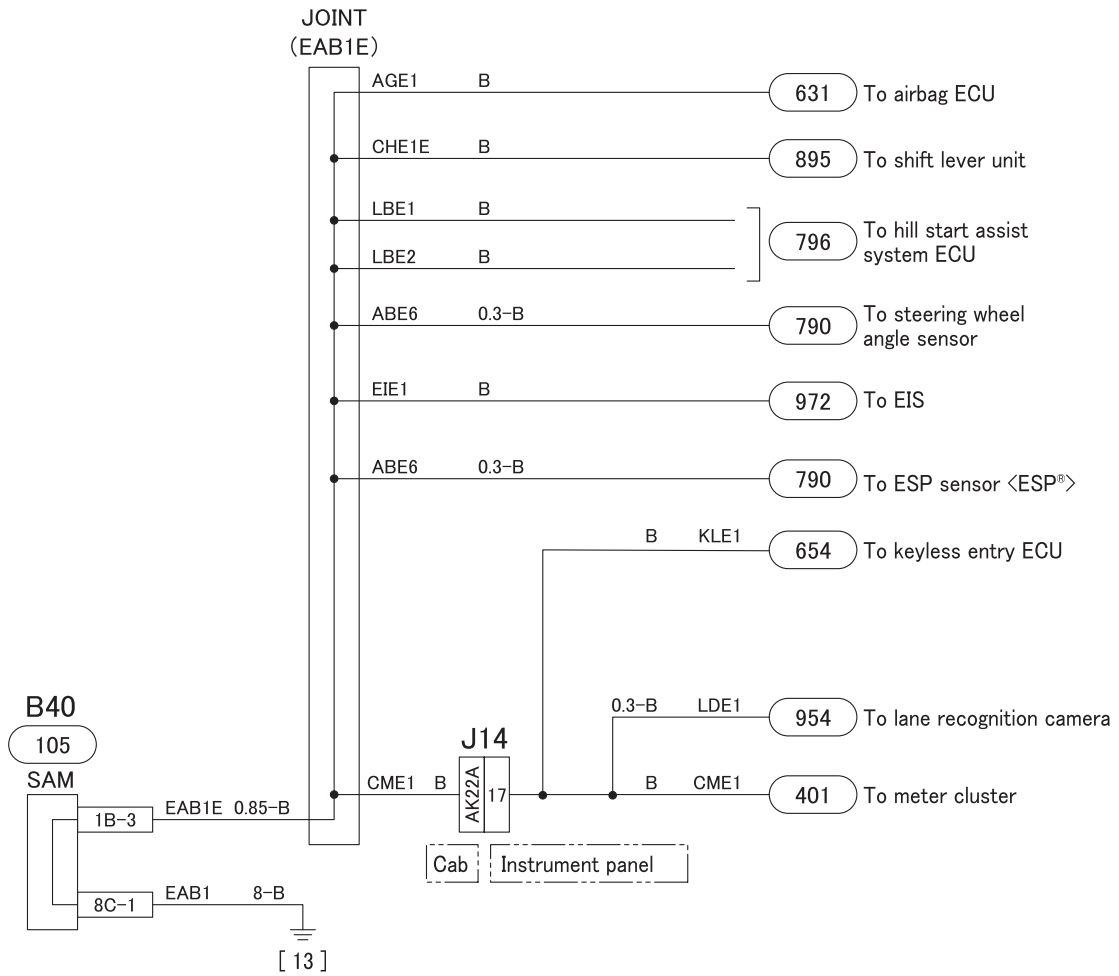 JOINT
(EAB1E)
AGE1 B 631 To airbag ECU
CHE1E B 895 To shift lever unit
LBE1 B
LBE2 B
796 To hill start assist
system ECU
ABE6 0.3-B 790 To steering wheel
angle sensor
EIE1 B 972 To EIS
ABE6 0.3-B 790 To ESP sensor <ESP®>
B KLE1 654 To keyless entry ECU
0.3-B LDE1 954 To lane recognition camera
J14
CME1 B AK22A 17 B CME1 401 To meter cluster
Cab Instrument panel
B40
105
SAM
1B-3 EAB1E 0.85-B
8C-1 EAB1 8-B
[ 13 ]